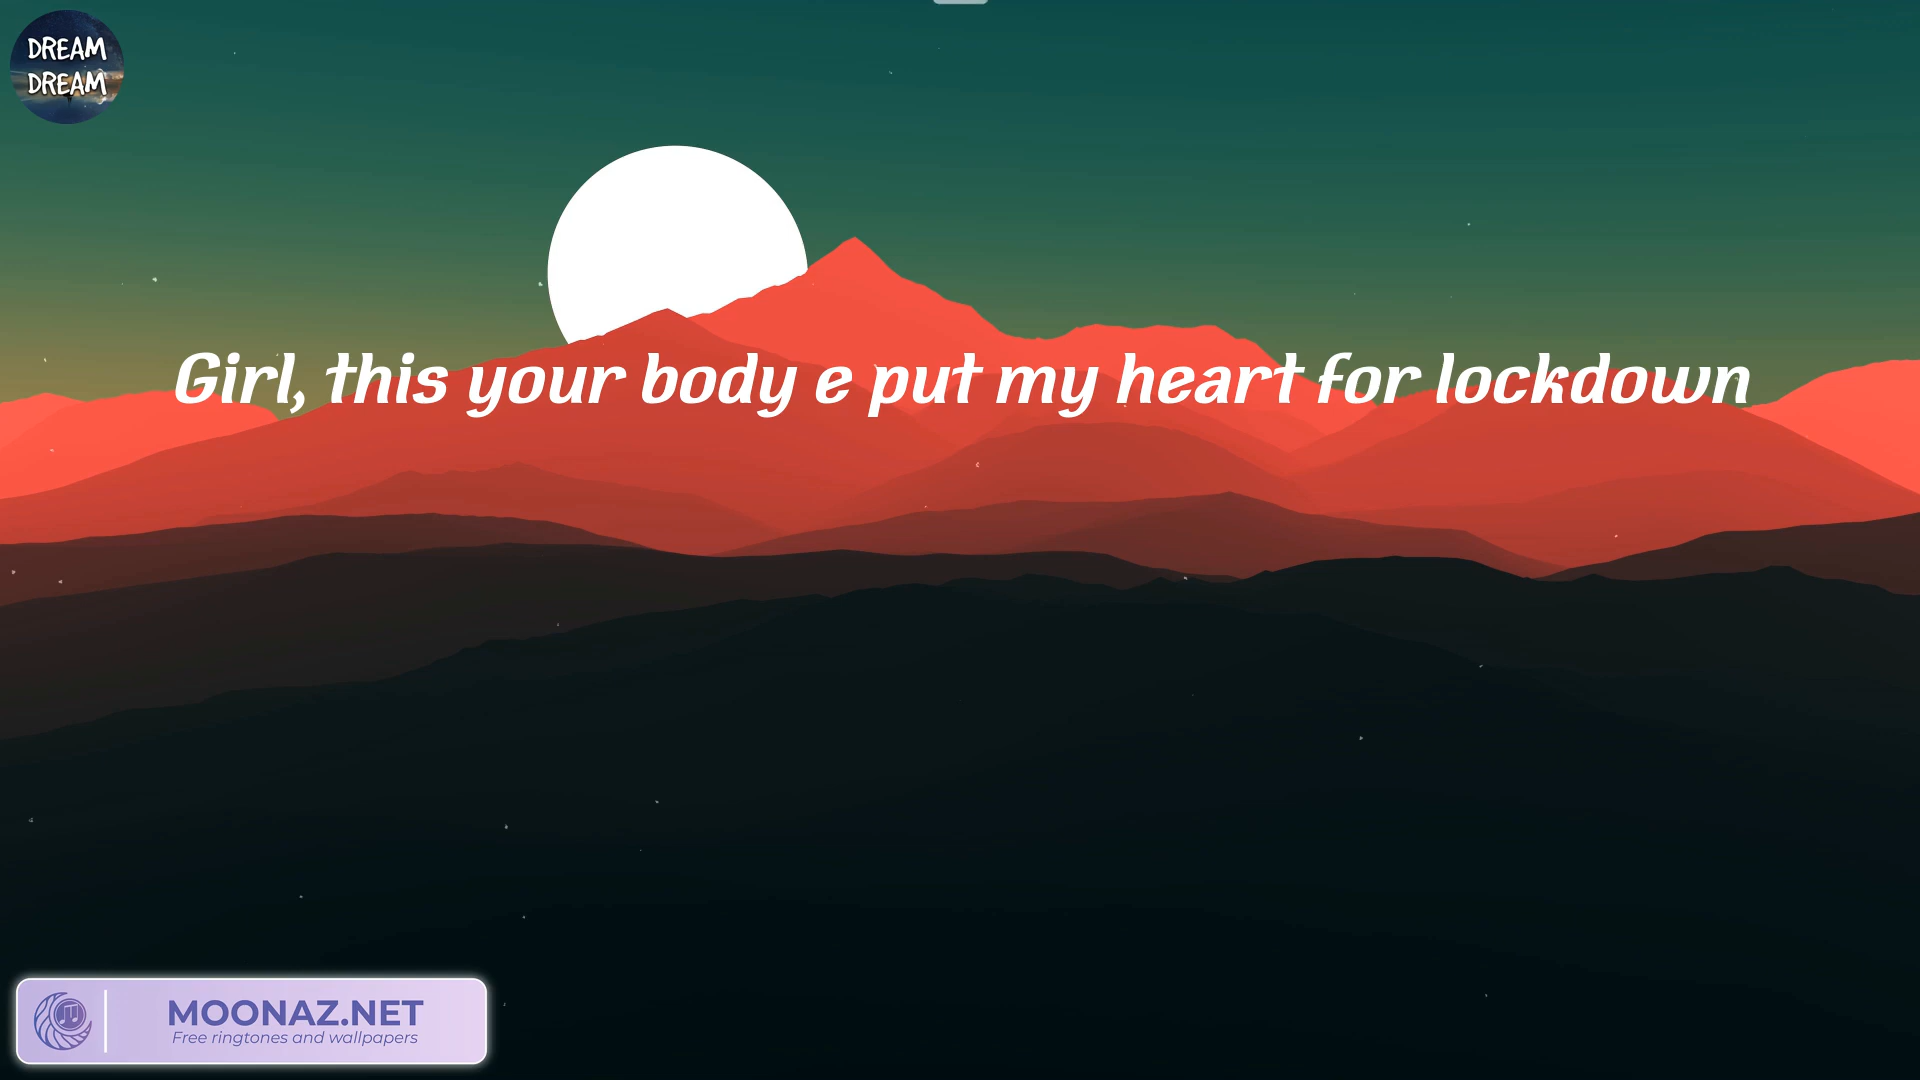 DREAM
DREAM
Girl, this your body e put my heart for lockdown
MOONAZ.NET
Free ringtones and wallpapers